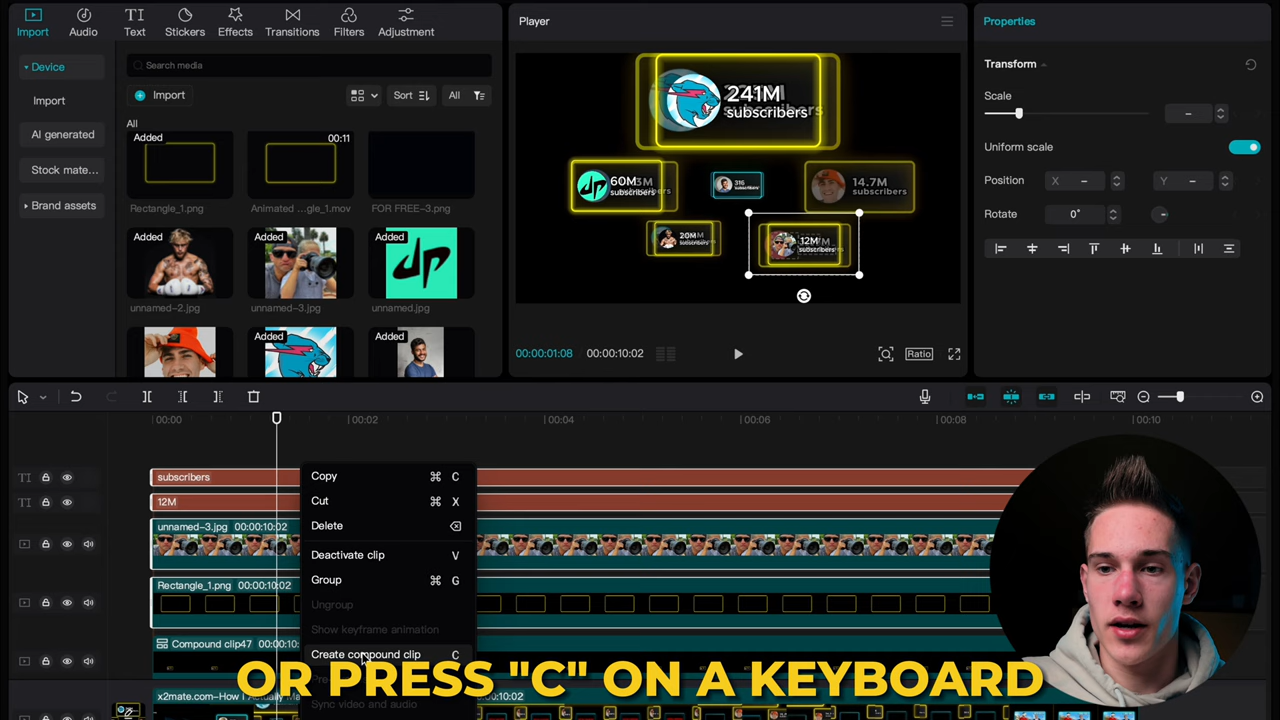 Import
Audio
Text
Stickers
Effects
Transitions
Filters
Adjustment
Device
Import
AI generated
Stock mate...
Brand assets
Search media
Import
Sort
All
All
Added
Rectangle_1.png
00:11
Animated ...gle_1.mov
FOR FREE-3.png
Added
unnamed-2.jpg
Added
unnamed-3.jpg
Added
unnamed.jpg
Added
Added
Added
Player
241M
subscribers
60M
316
subscribers
14.7M
subscribers
20M
subscribers
12M
subscribers
00:00:01:08
00:00:10:02
Ratio
Properties
Transform
Scale
–
Uniform scale
Position
X –
Y –
Rotate
0°
00:00
00:02
00:04
00:06
00:08
00:10
TI
subscribers
TI
12M
unnamed-3.jpg 00:00:10:02
Rectangle_1.png 00:00:10:02
Compound clip47 00:00:10:
x2mate.com-How I Actually Ma
00:00:10:02
Copy ⌘ C
Cut ⌘ X
Delete
Deactivate clip V
Group ⌘ G
Ungroup
Show keyframe animation
Create compound clip C
Sync video and audio
OR PRESS "C" ON A KEYBOARD